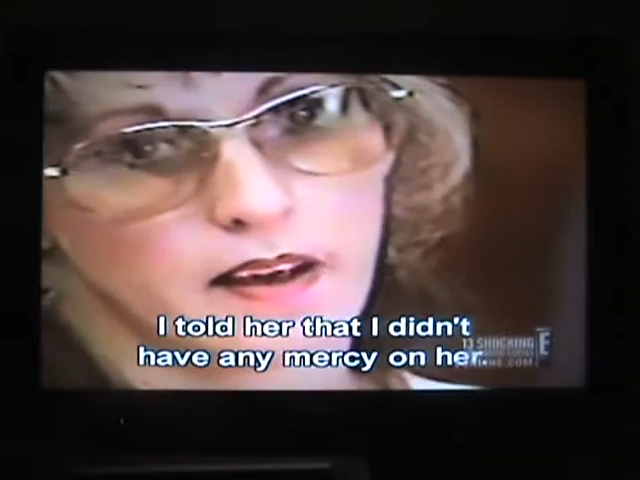 I told her that I didn't
have any mercy on her.
13 SHOCKING
E